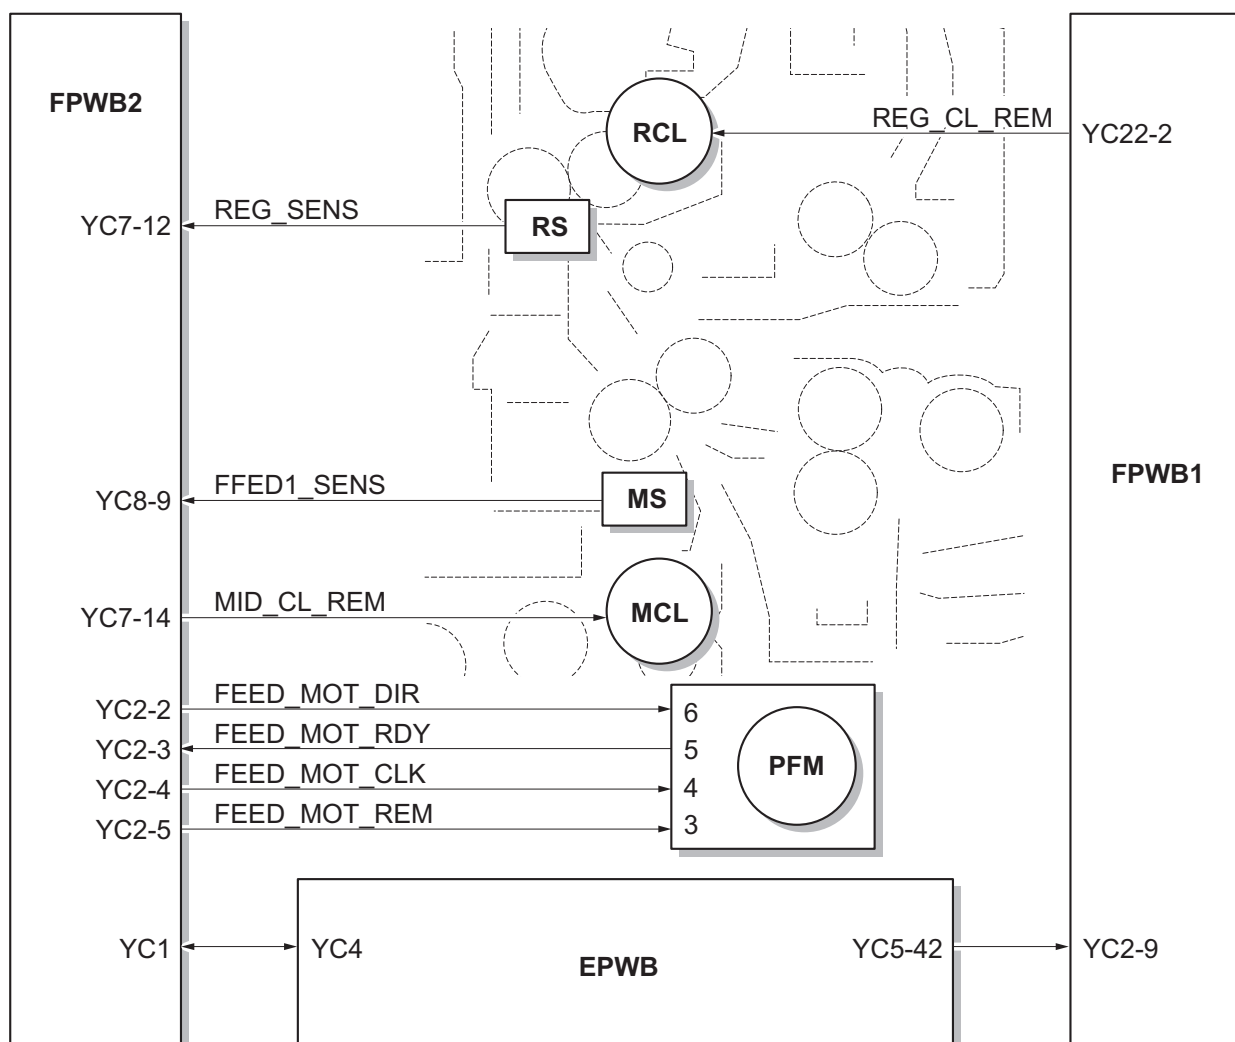 FPWB2
RCL
REG_CL_REM
YC22-2
YC7-12
REG_SENS
RS
FPWB1
YC8-9
FFED1_SENS
MS
YC7-14
MID_CL_REM
MCL
YC2-2
FEED_MOT_DIR
6
YC2-3
FEED_MOT_RDY
5
PFM
YC2-4
FEED_MOT_CLK
4
YC2-5
FEED_MOT_REM
3
YC1
YC4
EPWB
YC5-42
YC2-9